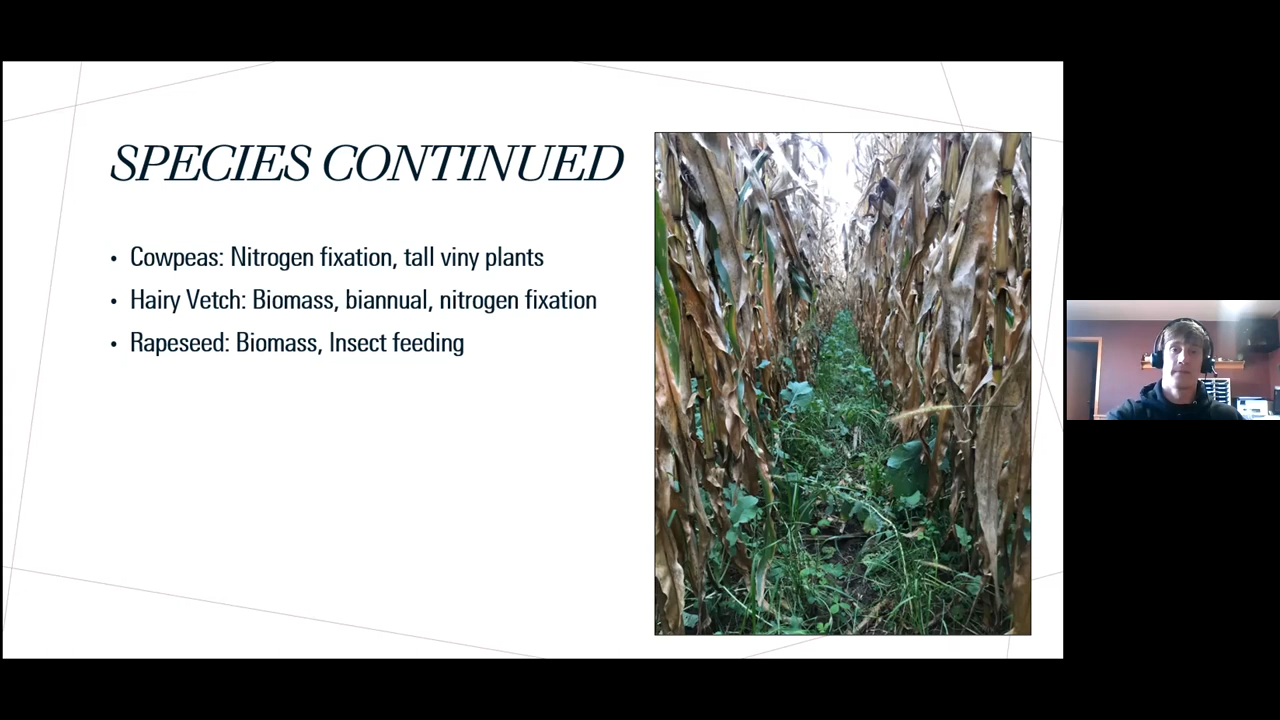 SPECIES CONTINUED
• Cowpeas: Nitrogen fixation, tall viny plants
• Hairy Vetch: Biomass, biannual, nitrogen fixation
• Rapeseed: Biomass, Insect feeding